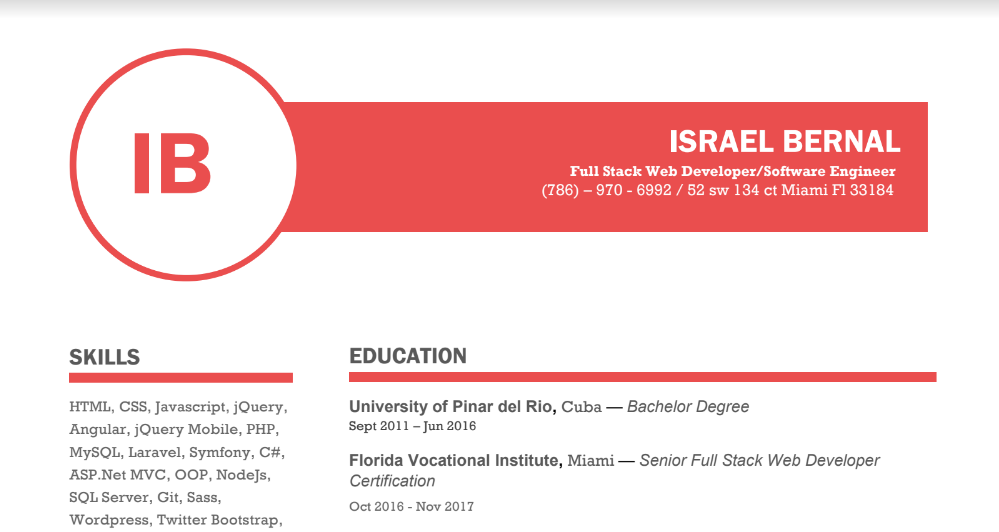 IB
ISRAEL BERNAL
Full Stack Web Developer/Software Engineer
(786) – 970 - 6992 / 52 sw 134 ct Miami Fl 33184
SKILLS
HTML, CSS, Javascript, jQuery,
Angular, jQuery Mobile, PHP,
MySQL, Laravel, Symfony, C#,
ASP.Net MVC, OOP, NodeJs,
SQL Server, Git, Sass,
Wordpress, Twitter Bootstrap,
EDUCATION
University of Pinar del Rio, Cuba — Bachelor Degree
Sept 2011 – Jun 2016
Florida Vocational Institute, Miami — Senior Full Stack Web Developer
Certification
Oct 2016 - Nov 2017